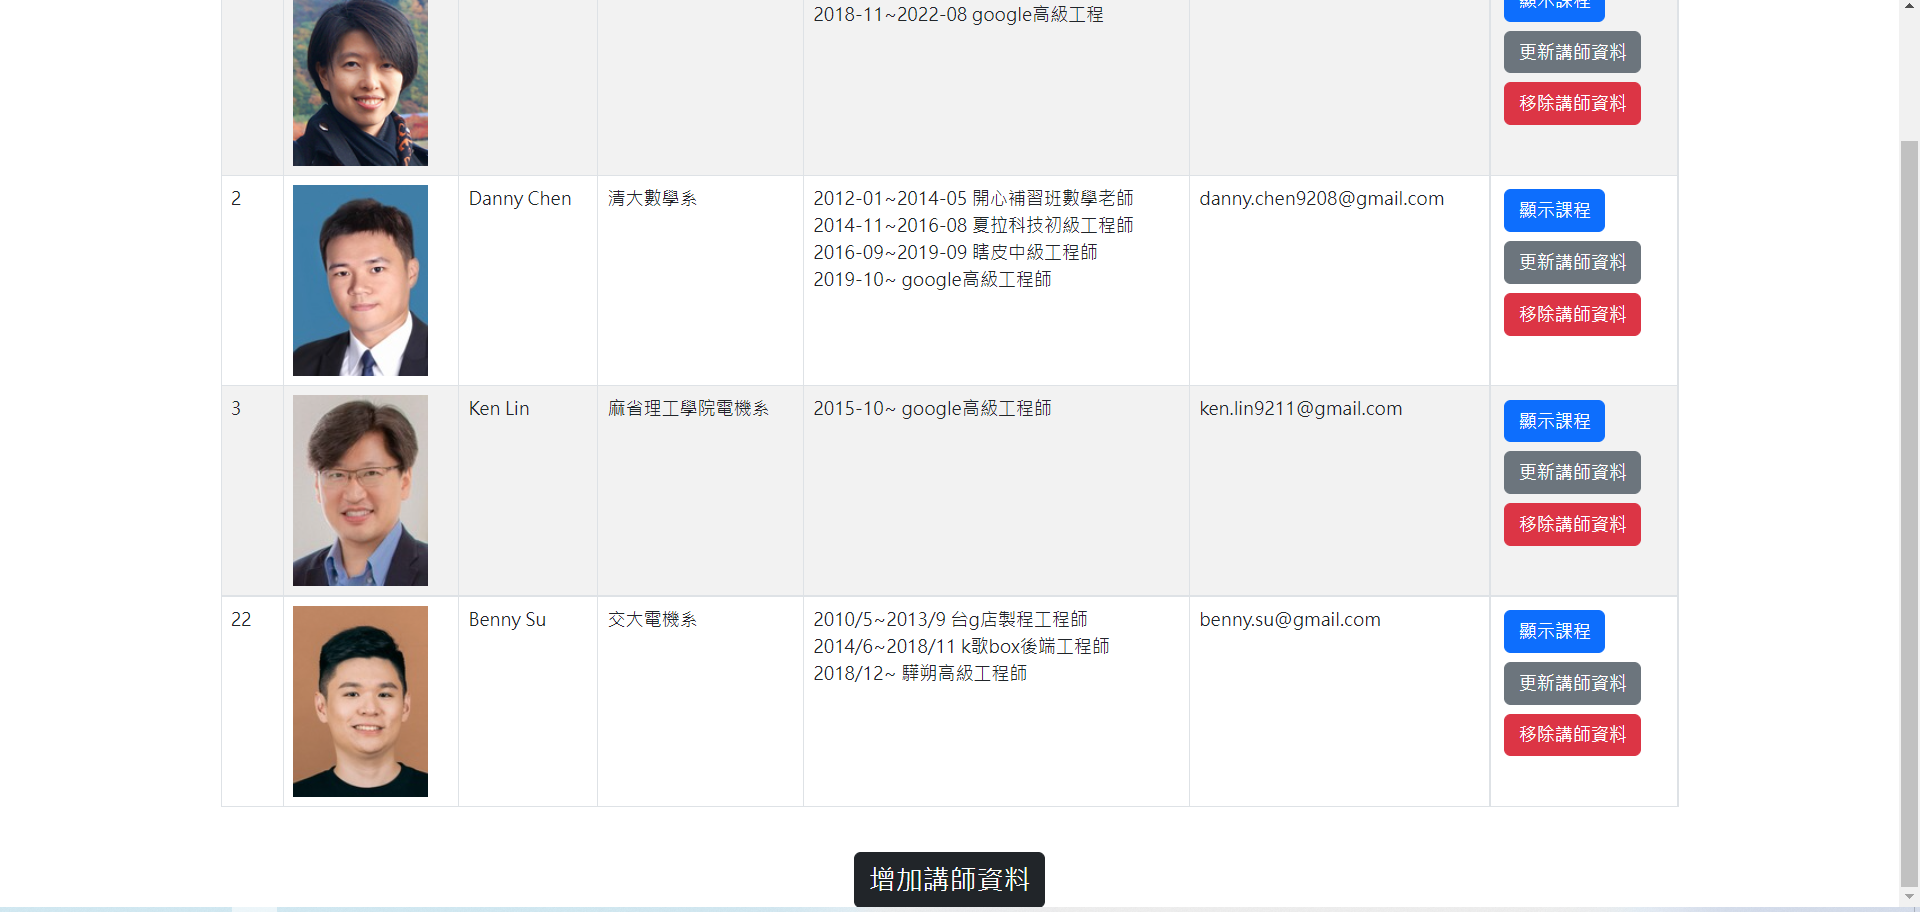 2018-11~2022-08 google高級工程
顯示課程
更新講師資料
移除講師資料
2
Danny Chen
清大數學系
2012-01~2014-05 開心補習班數學老師
2014-11~2016-08 夏拉科技初級工程師
2016-09~2019-09 瞎皮中級工程師
2019-10~ google高級工程師
danny.chen9208@gmail.com
顯示課程
更新講師資料
移除講師資料
3
Ken Lin
麻省理工學院電機系
2015-10~ google高級工程師
ken.lin9211@gmail.com
顯示課程
更新講師資料
移除講師資料
22
Benny Su
交大電機系
2010/5~2013/9 台g店製程工程師
2014/6~2018/11 k歌box後端工程師
2018/12~ 驊朔高級工程師
benny.su@gmail.com
顯示課程
更新講師資料
移除講師資料
增加講師資料